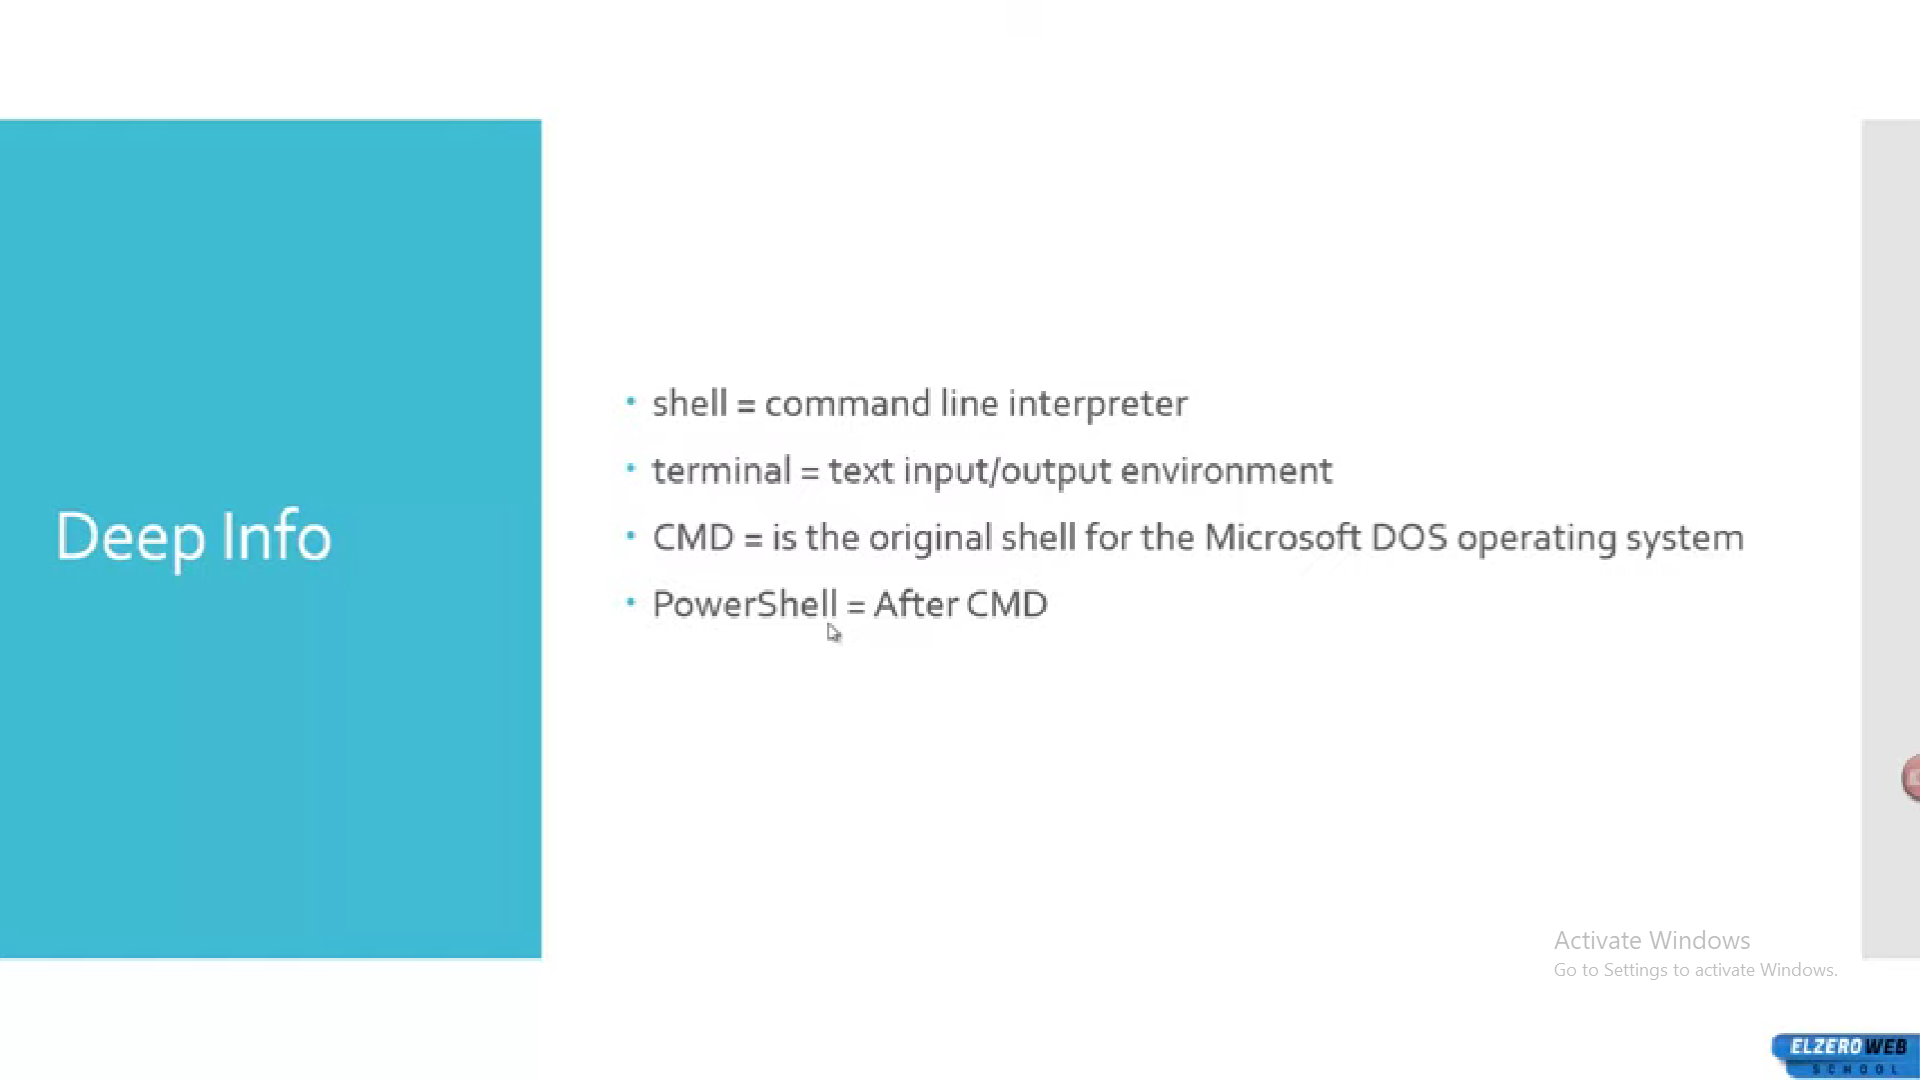 Deep Info
• shell = command line interpreter
• terminal = text input/output environment
• CMD = is the original shell for the Microsoft DOS operating system
• PowerShell = After CMD
Activate Windows
Go to Settings to activate Windows.
ELZERO WEB
SCHOOL